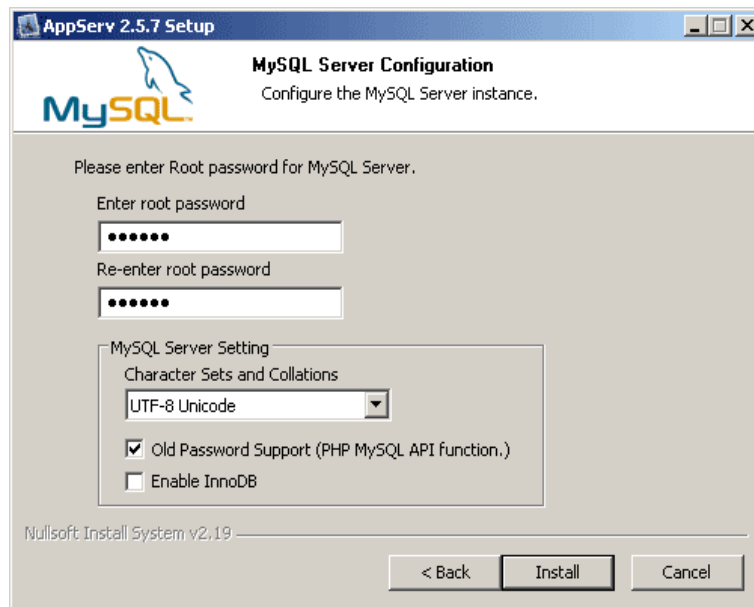 AppServ 2.5.7 Setup
MySQL
MySQL Server Configuration
Configure the MySQL Server instance.
Please enter Root password for MySQL Server.
Enter root password
••••••
Re-enter root password
••••••
MySQL Server Setting
Character Sets and Collations
UTF-8 Unicode
Old Password Support (PHP MySQL API function.)
Enable InnoDB
Nullsoft Install System v2.19
< Back Install Cancel